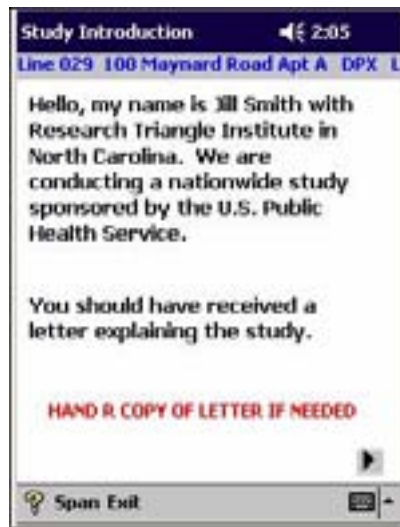 Study Introduction 2:05
Line 029 100 Maynard Road Apt A DPX L
Hello, my name is Jill Smith with
Research Triangle Institute in
North Carolina. We are
conducting a nationwide study
sponsored by the U.S. Public
Health Service.
You should have received a
letter explaining the study.
HAND R COPY OF LETTER IF NEEDED
Span Exit